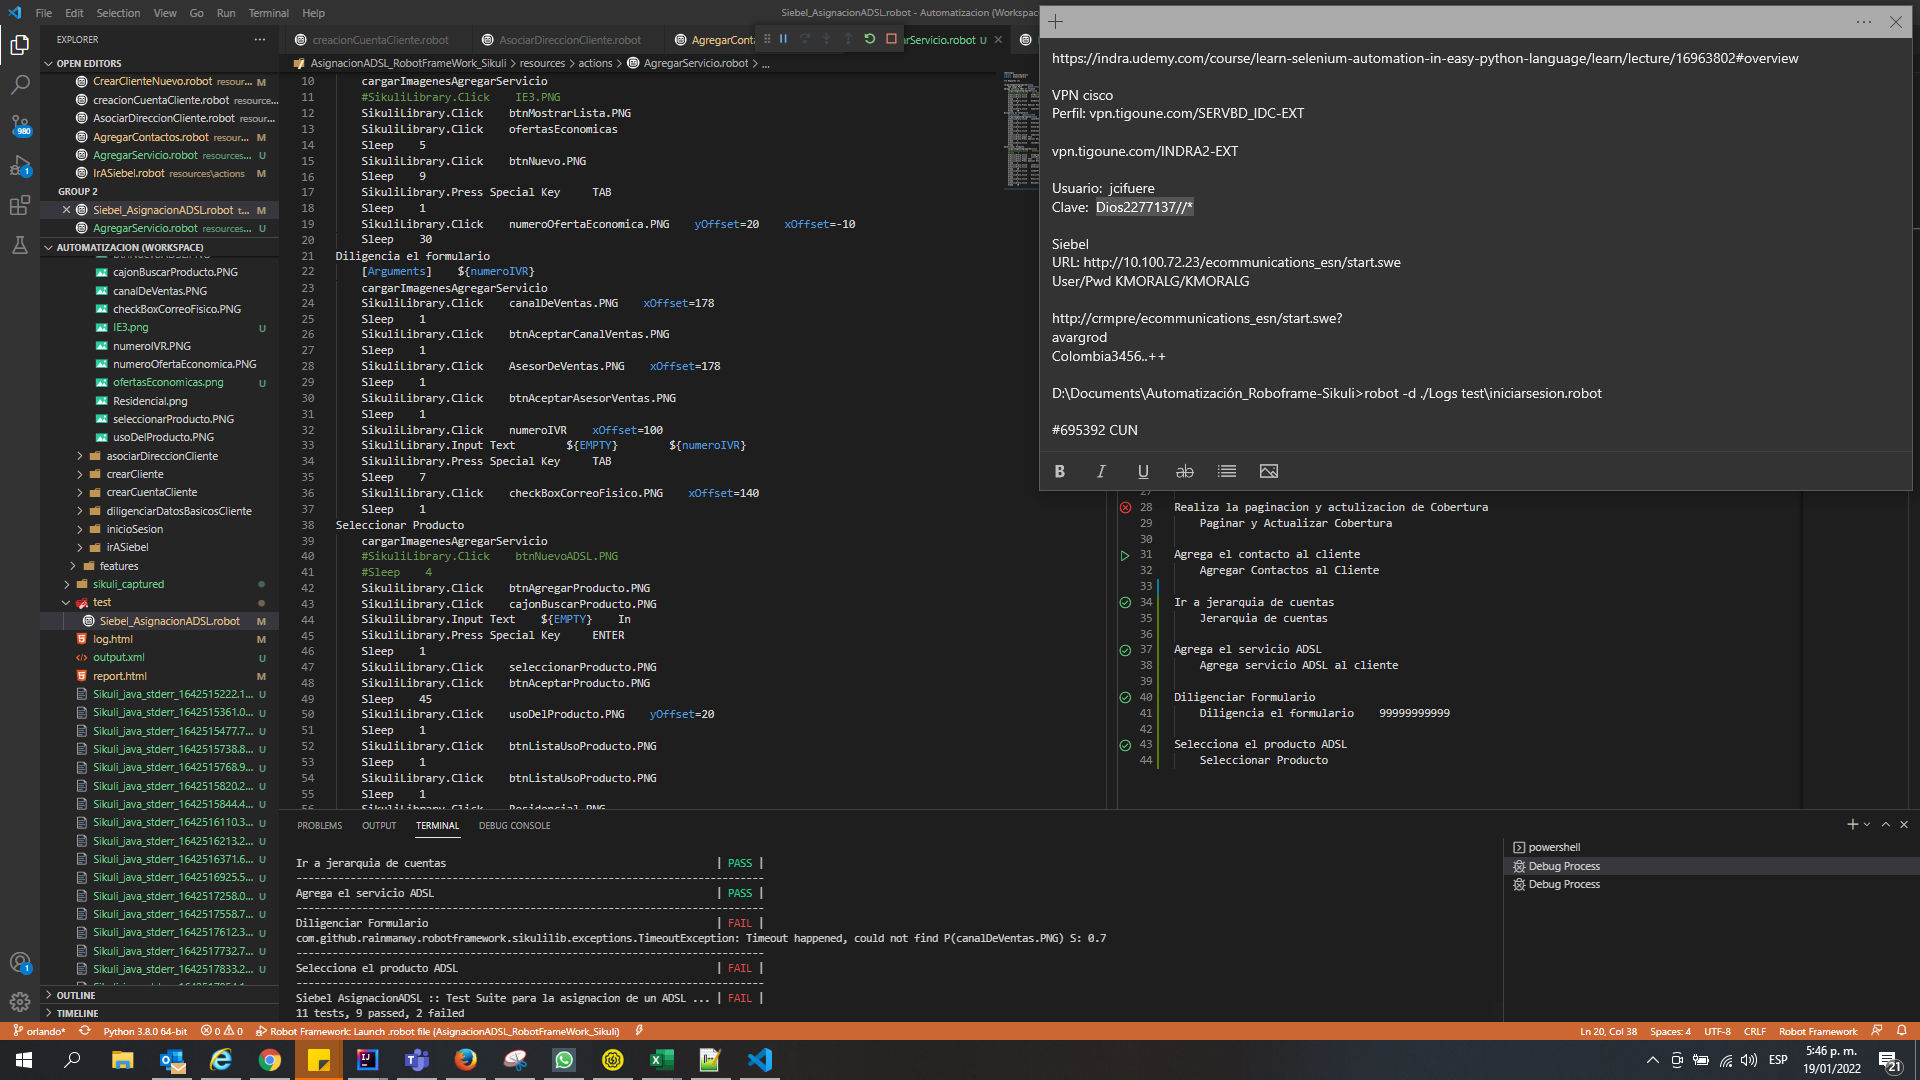 File Edit Selection View Go Run Terminal Help
Siebel_AsignacionADSL.robot - Automatizacion (Workspace
EXPLORER
OPEN EDITORS
CrearClienteNuevo.robot resour... M
creacionCuentaCliente.robot resource...
AsociarDireccionCliente.robot resour...
AgregarContactos.robot resour... M
AgregarServicio.robot resources... U
IrASiebel.robot resources\actions M
GROUP 2
Siebel_AsignacionADSL.robot t... M
AgregarServicio.robot resources... U
AUTOMATIZACION (WORKSPACE)
cajonBuscarProducto.PNG
canalDeVentas.PNG
checkBoxCorreoFisico.PNG
IE3.png U
numeroIVR.PNG
numeroOfertaEconomica.PNG
ofertasEconomicas.png U
Residencial.png
seleccionarProducto.PNG
usoDelProducto.PNG
asociarDireccionCliente
crearCliente
crearCuentaCliente
diligenciarDatosBasicosCliente
inicioSesion
irASiebel
features
sikuli_captured
test
Siebel_AsignacionADSL.robot M
log.html M
output.xml U
report.html M
Sikuli_java_stderr_1642515222.1... U
Sikuli_java_stderr_1642515361.0... U
Sikuli_java_stderr_1642515477.7... U
Sikuli_java_stderr_1642515738.8... U
Sikuli_java_stderr_1642515768.9... U
Sikuli_java_stderr_1642515820.2... U
Sikuli_java_stderr_1642515844.4... U
Sikuli_java_stderr_1642516110.3... U
Sikuli_java_stderr_1642516213.2... U
Sikuli_java_stderr_1642516371.6... U
Sikuli_java_stderr_1642516925.5... U
Sikuli_java_stderr_1642517258.0... U
Sikuli_java_stderr_1642517558.7... U
Sikuli_java_stderr_1642517612.3... U
Sikuli_java_stderr_1642517732.7... U
Sikuli_java_stderr_1642517833.2... U
OUTLINE
TIMELINE
980
1
1
creacionCuentaCliente.robot AsociarDireccionCliente.robot AgregarConta rServicio.robot U
AsignacionADSL_RobotFrameWork_Sikuli > resources > actions > AgregarServicio.robot > ...
10 cargarImagenesAgregarServicio
11 #SikuliLibrary.Click IE3.PNG
12 SikuliLibrary.Click btnMostrarLista.PNG
13 SikuliLibrary.Click ofertasEconomicas
14 Sleep 5
15 SikuliLibrary.Click btnNuevo.PNG
16 Sleep 9
17 SikuliLibrary.Press Special Key TAB
18 Sleep 1
19 SikuliLibrary.Click numeroOfertaEconomica.PNG yOffset=20 xOffset=-10
20 Sleep 30
21 Diligencia el formulario
22 [Arguments] ${numeroIVR}
23 cargarImagenesAgregarServicio
24 SikuliLibrary.Click canalDeVentas.PNG xOffset=178
25 Sleep 1
26 SikuliLibrary.Click btnAceptarCanalVentas.PNG
27 Sleep 1
28 SikuliLibrary.Click AsesorDeVentas.PNG xOffset=178
29 Sleep 1
30 SikuliLibrary.Click btnAceptarAsesorVentas.PNG
31 Sleep 1
32 SikuliLibrary.Click numeroIVR xOffset=100
33 SikuliLibrary.Input Text ${EMPTY} ${numeroIVR}
34 SikuliLibrary.Press Special Key TAB
35 Sleep 7
36 SikuliLibrary.Click checkBoxCorreoFisico.PNG xOffset=140
37 Sleep 1
38 Seleccionar Producto
39 cargarImagenesAgregarServicio
40 #SikuliLibrary.Click btnNuevoADSL.PNG
41 #Sleep 4
42 SikuliLibrary.Click btnAgregarProducto.PNG
43 SikuliLibrary.Click cajonBuscarProducto.PNG
44 SikuliLibrary.Input Text ${EMPTY} In
45 SikuliLibrary.Press Special Key ENTER
46 Sleep 1
47 SikuliLibrary.Click seleccionarProducto.PNG
48 SikuliLibrary.Click btnAceptarProducto.PNG
49 Sleep 45
50 SikuliLibrary.Click usoDelProducto.PNG yOffset=20
51 Sleep 1
52 SikuliLibrary.Click btnListaUsoProducto.PNG
53 Sleep 1
54 SikuliLibrary.Click btnListaUsoProducto.PNG
55 Sleep 1
56 SikuliLibrary.Click Residencial.PNG
https://indra.udemy.com/course/learn-selenium-automation-in-easy-python-language/learn/lecture/16963802#overview
VPN cisco
Perfil: vpn.tigoune.com/SERVBD_IDC-EXT
vpn.tigoune.com/INDRA2-EXT
Usuario: jcifuere
Clave: Dios2277137//*
Siebel
URL: http://10.100.72.23/ecommunications_esn/start.swe
User/Pwd KMORALG/KMORALG
http://crmpre/ecommunications_esn/start.swe?
avargrod
Colombia3456..++
D:\Documents\Automatización_Roboframe-Sikuli>robot -d ./Logs test\iniciarsesion.robot
#695392 CUN
B I U ab
27
28 Realiza la paginacion y actulizacion de Cobertura
29 Paginar y Actualizar Cobertura
30
31 Agrega el contacto al cliente
32 Agregar Contactos al Cliente
33
34 Ir a jerarquia de cuentas
35 Jerarquia de cuentas
36
37 Agrega el servicio ADSL
38 Agrega servicio ADSL al cliente
39
40 Diligenciar Formulario
41 Diligencia el formulario 99999999999
42
43 Selecciona el producto ADSL
44 Seleccionar Producto
PROBLEMS OUTPUT TERMINAL DEBUG CONSOLE
Ir a jerarquia de cuentas | PASS |
Agrega el servicio ADSL | PASS |
Diligenciar Formulario | FAIL |
com.github.rainmanwy.robotframework.sikulilib.exceptions.TimeoutException: Timeout happened, could not find P(canalDeVentas.PNG) S: 0.7
Selecciona el producto ADSL | FAIL |
Siebel AsignacionADSL :: Test Suite para la asignacion de un ADSL ... | FAIL |
11 tests, 9 passed, 2 failed
powershell
Debug Process
Debug Process
orlando* Python 3.8.0 64-bit 0 0 Robot Framework: Launch .robot file (AsignacionADSL_RobotFrameWork_Sikuli)
Ln 20, Col 38 Spaces: 4 UTF-8 CRLF Robot Framework
ESP
5:46 p. m.
19/01/2022
21